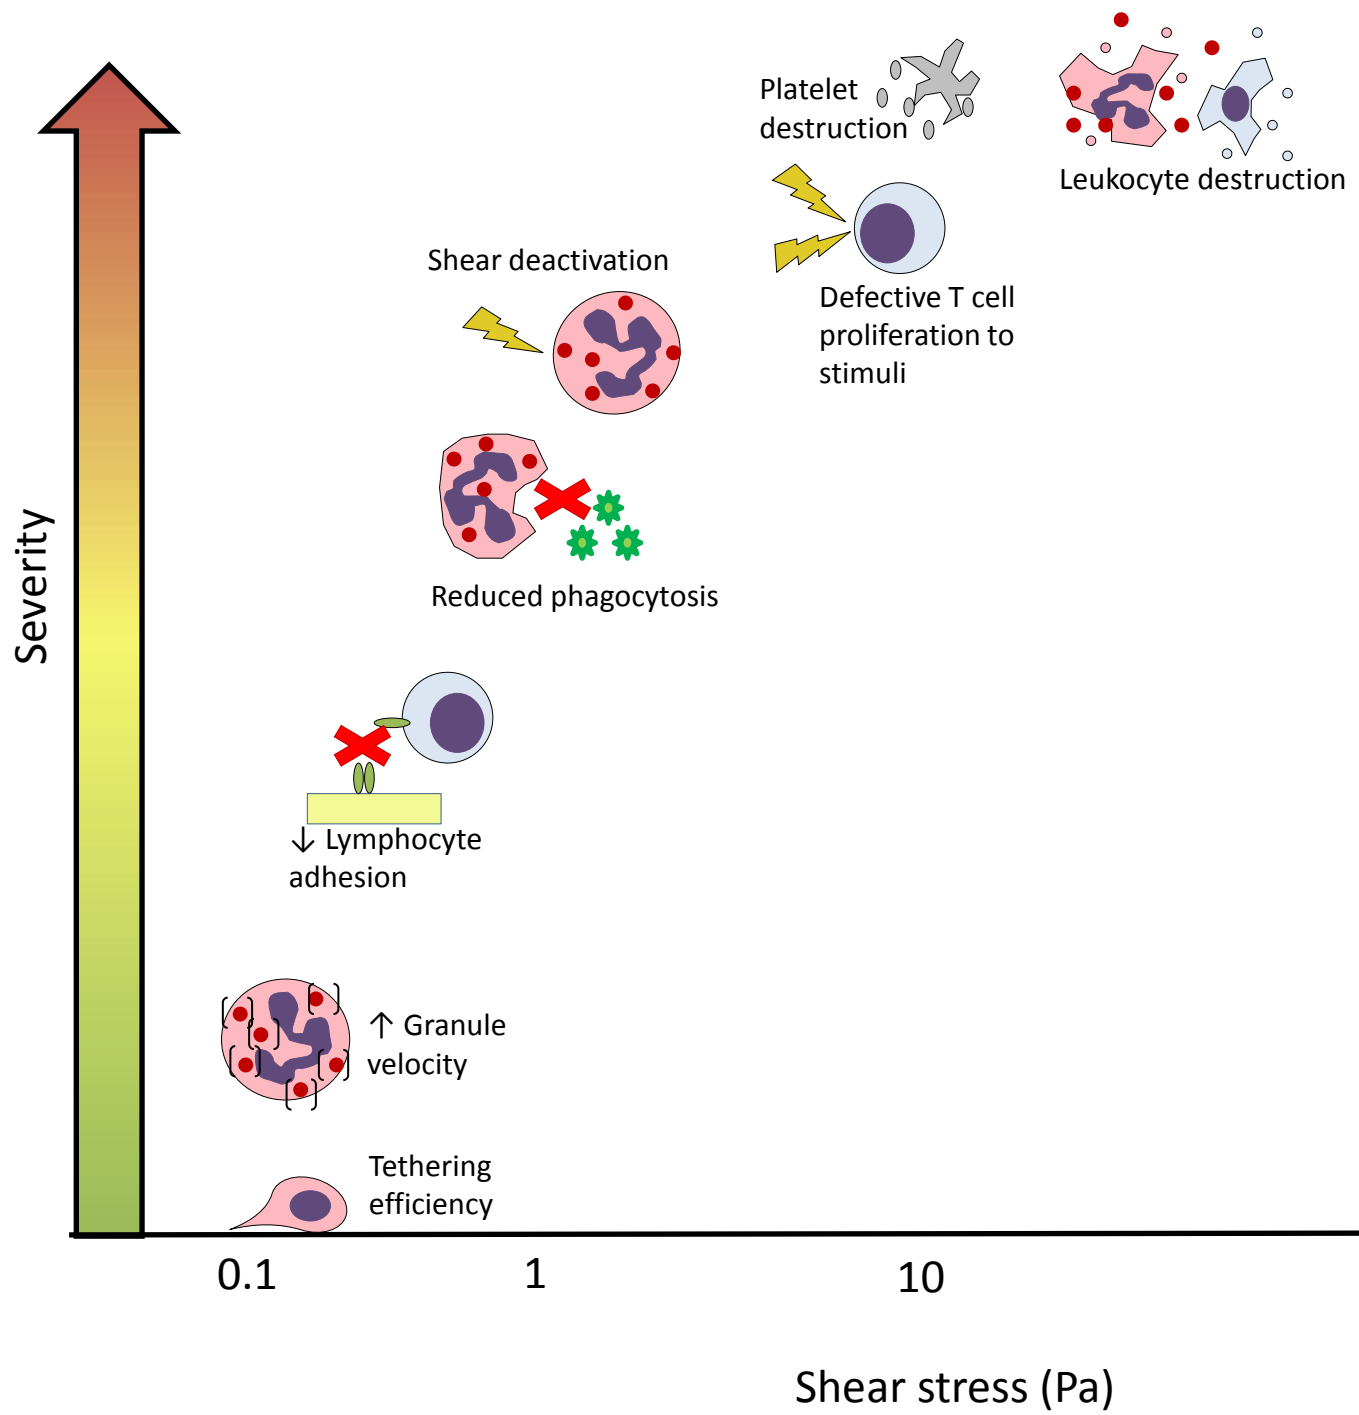 Platelet
destruction
Leukocyte destruction
Shear deactivation
Defective T cell
proliferation to
stimuli
Severity
Reduced phagocytosis
↓ Lymphocyte
adhesion
↑ Granule
velocity
Tethering
efficiency
0.1
1
10
Shear stress (Pa)